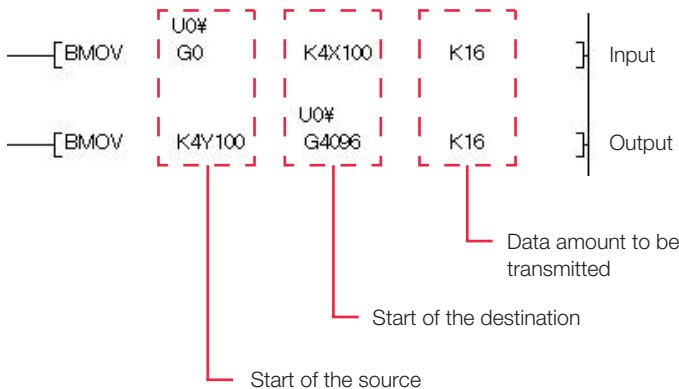 U0¥
[BMOV G0 K4X100 K16 ] Input
U0¥
[BMOV K4Y100 G4096 K16 ] Output
Data amount to be
transmitted
Start of the destination
Start of the source